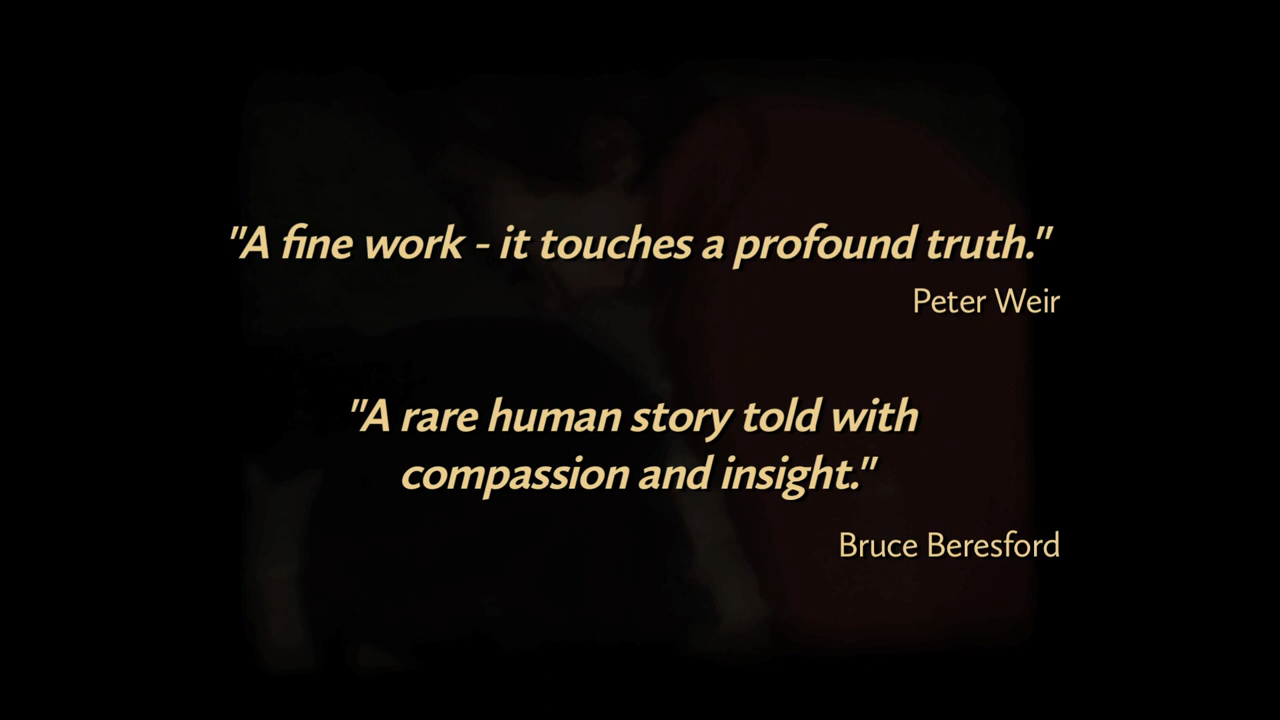 "A fine work - it touches a profound truth."
Peter Weir
"A rare human story told with
compassion and insight."
Bruce Beresford